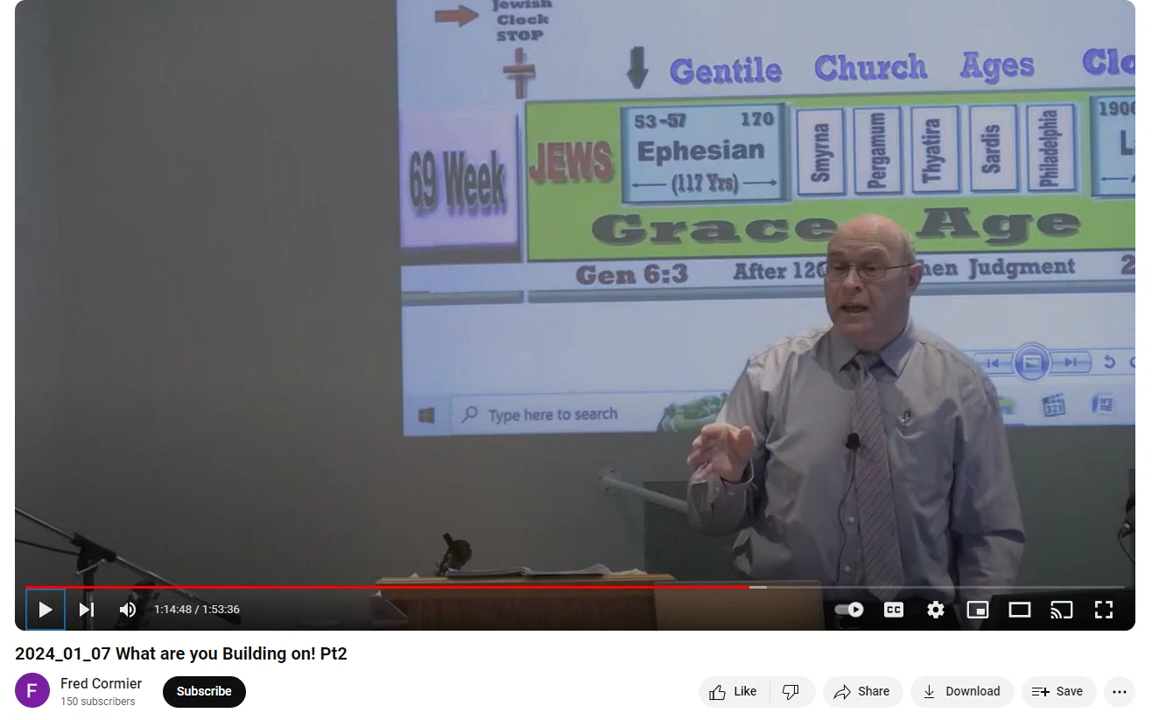 Jewish
Clock
STOP
Gentile Church Ages
53-57 170
Ephesian
(117 Yrs)
Smyrna
Pergamum
Thyatira
Sardis
Philadelphia
1900
69 Week
JEWS
Grace Age
Gen 6:3 After 120 Judgment
Type here to search
1:14:48 / 1:53:36
CC
2024_01_07 What are you Building on! Pt2
F
Fred Cormier
150 subscribers
Subscribe
Like
Share
Download
Save